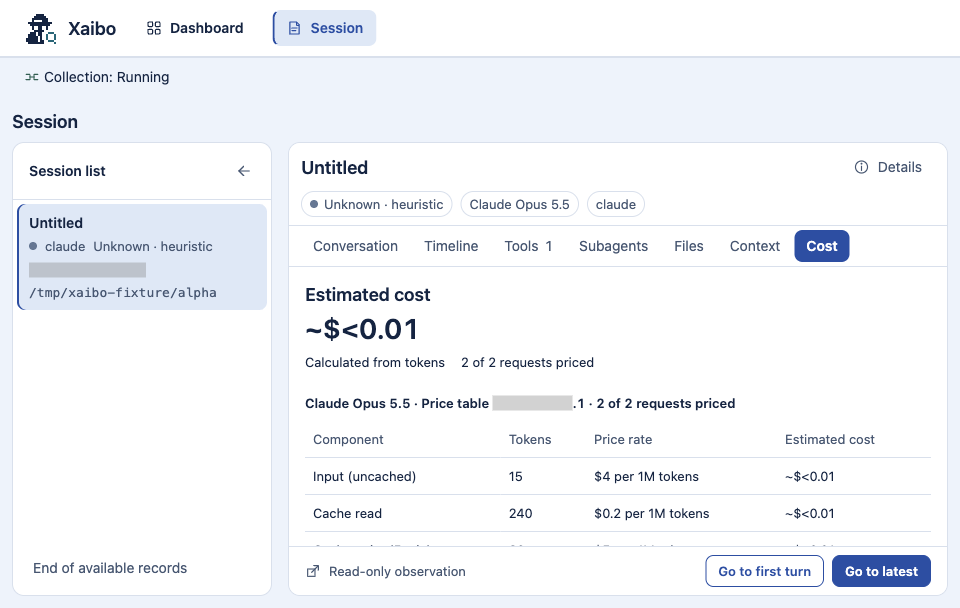 Xaibo
Dashboard
Session
Collection: Running
Session
Session list
Untitled
claude Unknown · heuristic
/tmp/xaibo-fixture/alpha
End of available records
Untitled
Details
Unknown · heuristic
Claude Opus 5.5
claude
Conversation Timeline Tools 1 Subagents Files Context Cost
Estimated cost
~$<0.01
Calculated from tokens 2 of 2 requests priced
Claude Opus 5.5 · Price table .1 · 2 of 2 requests priced
Component Tokens Price rate Estimated cost
Input (uncached) 15 $4 per 1M tokens ~$<0.01
Cache read 240 $0.2 per 1M tokens ~$<0.01
Read-only observation
Go to first turn
Go to latest